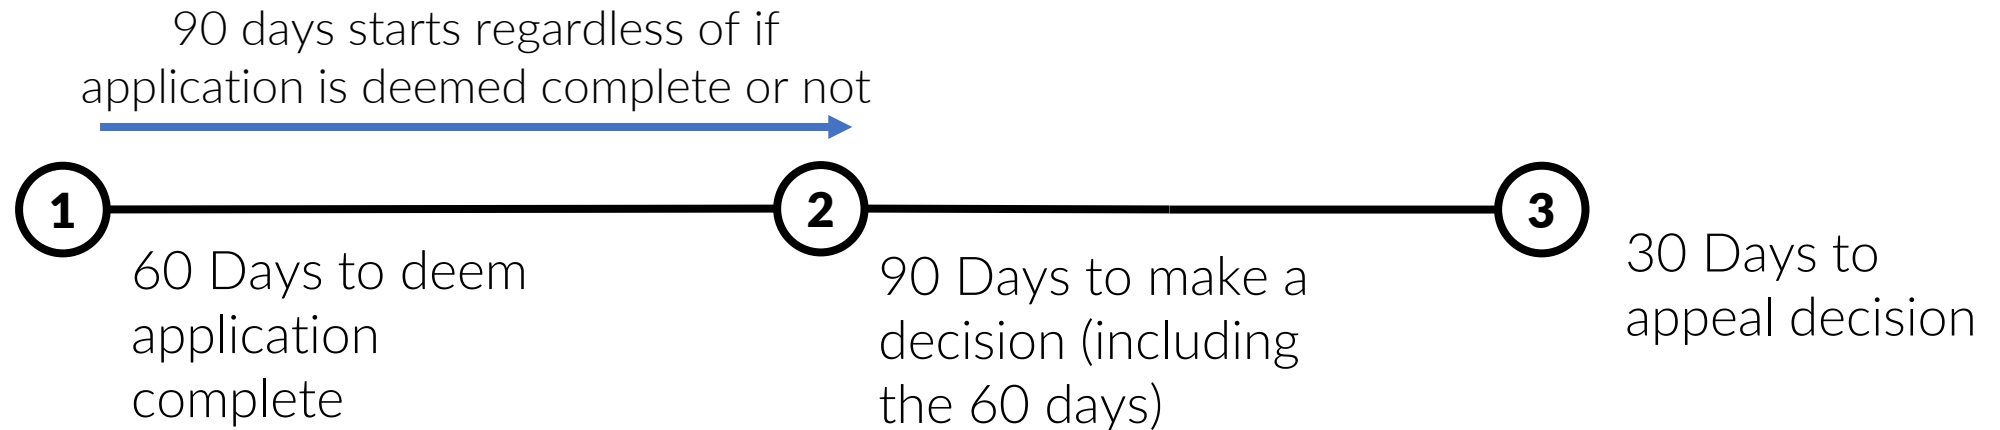 90 days starts regardless of if
application is deemed complete or not
1
2
3
60 Days to deem
application
complete
90 Days to make a
decision (including
the 60 days)
30 Days to
appeal decision